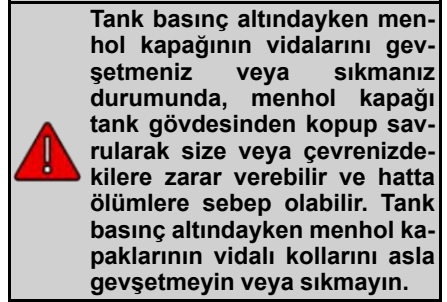 Tank basınç altındayken men-
hol kapağının vidalarını gev-
şetmeniz veya sıkmanız
durumunda, menhol kapağı
tank gövdesinden kopup sav-
rularak size veya çevrenizde-
kilere zarar verebilir ve hatta
ölümlere sebep olabilir. Tank
basınç altındayken menhol ka-
paklarının vidalı kollarını asla
gevşetmeyin veya sıkmayın.